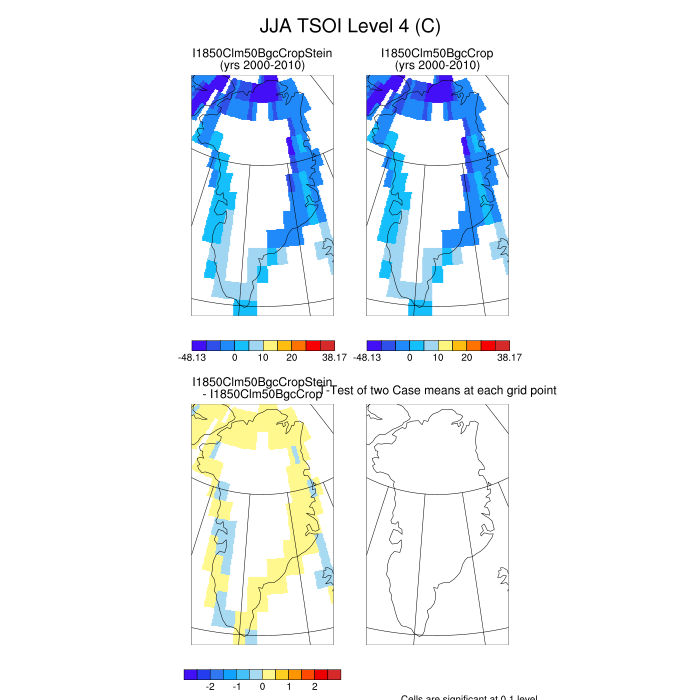 JJA TSOI Level 4 (C)
I1850Clm50BgcCropStein
(yrs 2000-2010)
I1850Clm50BgcCrop
(yrs 2000-2010)
-48.13 0 10 20 38.17
-48.13 0 10 20 38.17
I1850Clm50BgcCropStein
- I1850Clm50BgcCrop
T-Test of two Case means at each grid point
-2 -1 0 1 2
Cells are significant at 0.1 level